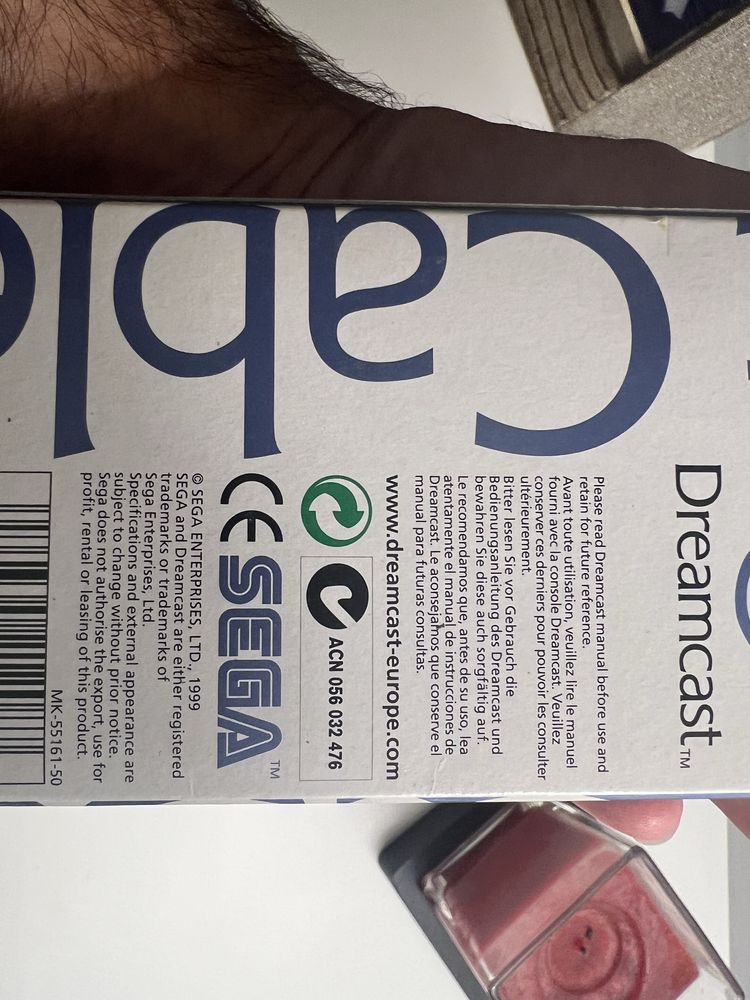 Cable
Dreamcast™
Please read Dreamcast manual before use and
retain for future reference.
Avant toute utilisation, veuillez lire le manuel
fourni avec la console Dreamcast. Veuillez
conserver ces derniers pour pouvoir les consulter
ultérieurement.
Bitter lesen Sie vor Gebrauch die
Bedienungsanleitung des Dreamcast und
bewahren Sie diese auch sorgfältig auf.
Le recomendamos que, antes de su uso, lea
atentamente el manual de instrucciones de
Dreamcast. Le aconsejamos que conserve el
manual para futuras consultas.
www.dreamcast-europe.com
ACN 056 032 476
CE SEGA™
© SEGA ENTERPRISES, LTD., 1999
SEGA and Dreamcast are either registered
trademarks or trademarks of
Sega Enterprises, Ltd.
Specifications and external appearance are
subject to change without prior notice.
Sega does not authorise the export, use for
profit, rental or leasing of this product.
MK-55161-50